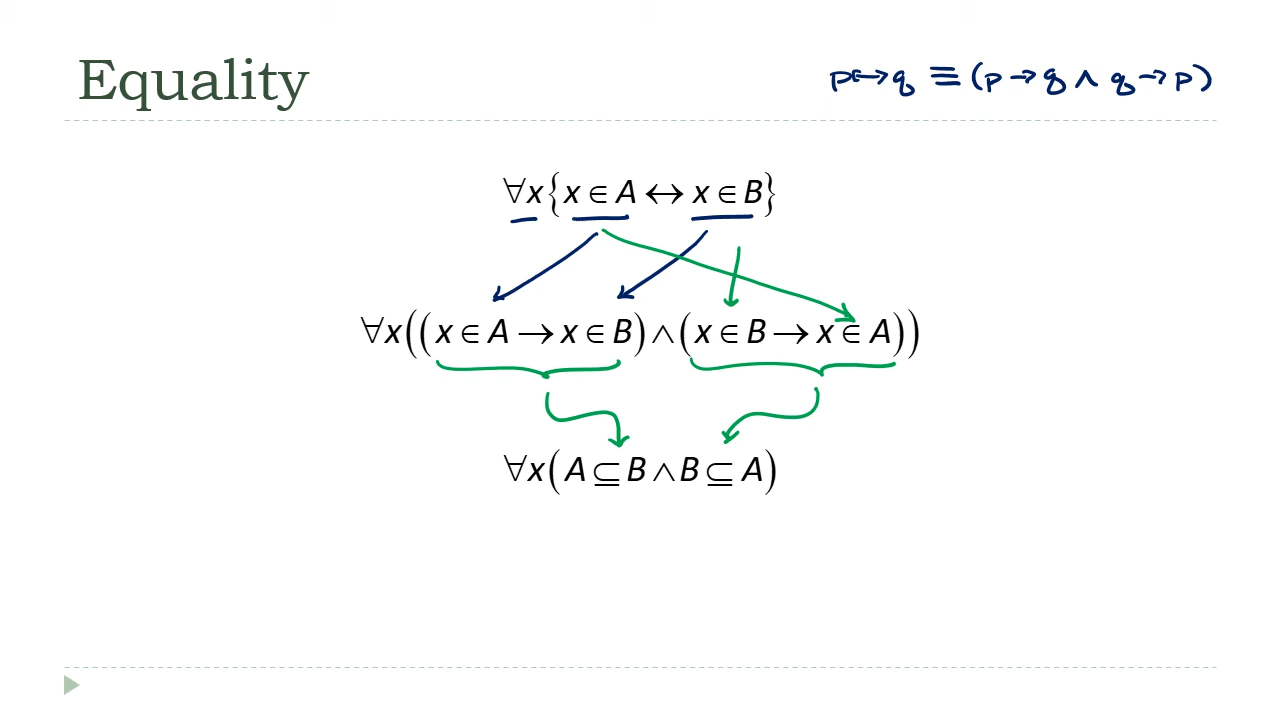 Equality
p↔q ≡ (p→q ∧ q→p)
∀x{x ∈ A ↔ x ∈ B}
∀x((x ∈ A → x ∈ B) ∧ (x ∈ B → x ∈ A))
∀x(A ⊆ B ∧ B ⊆ A)